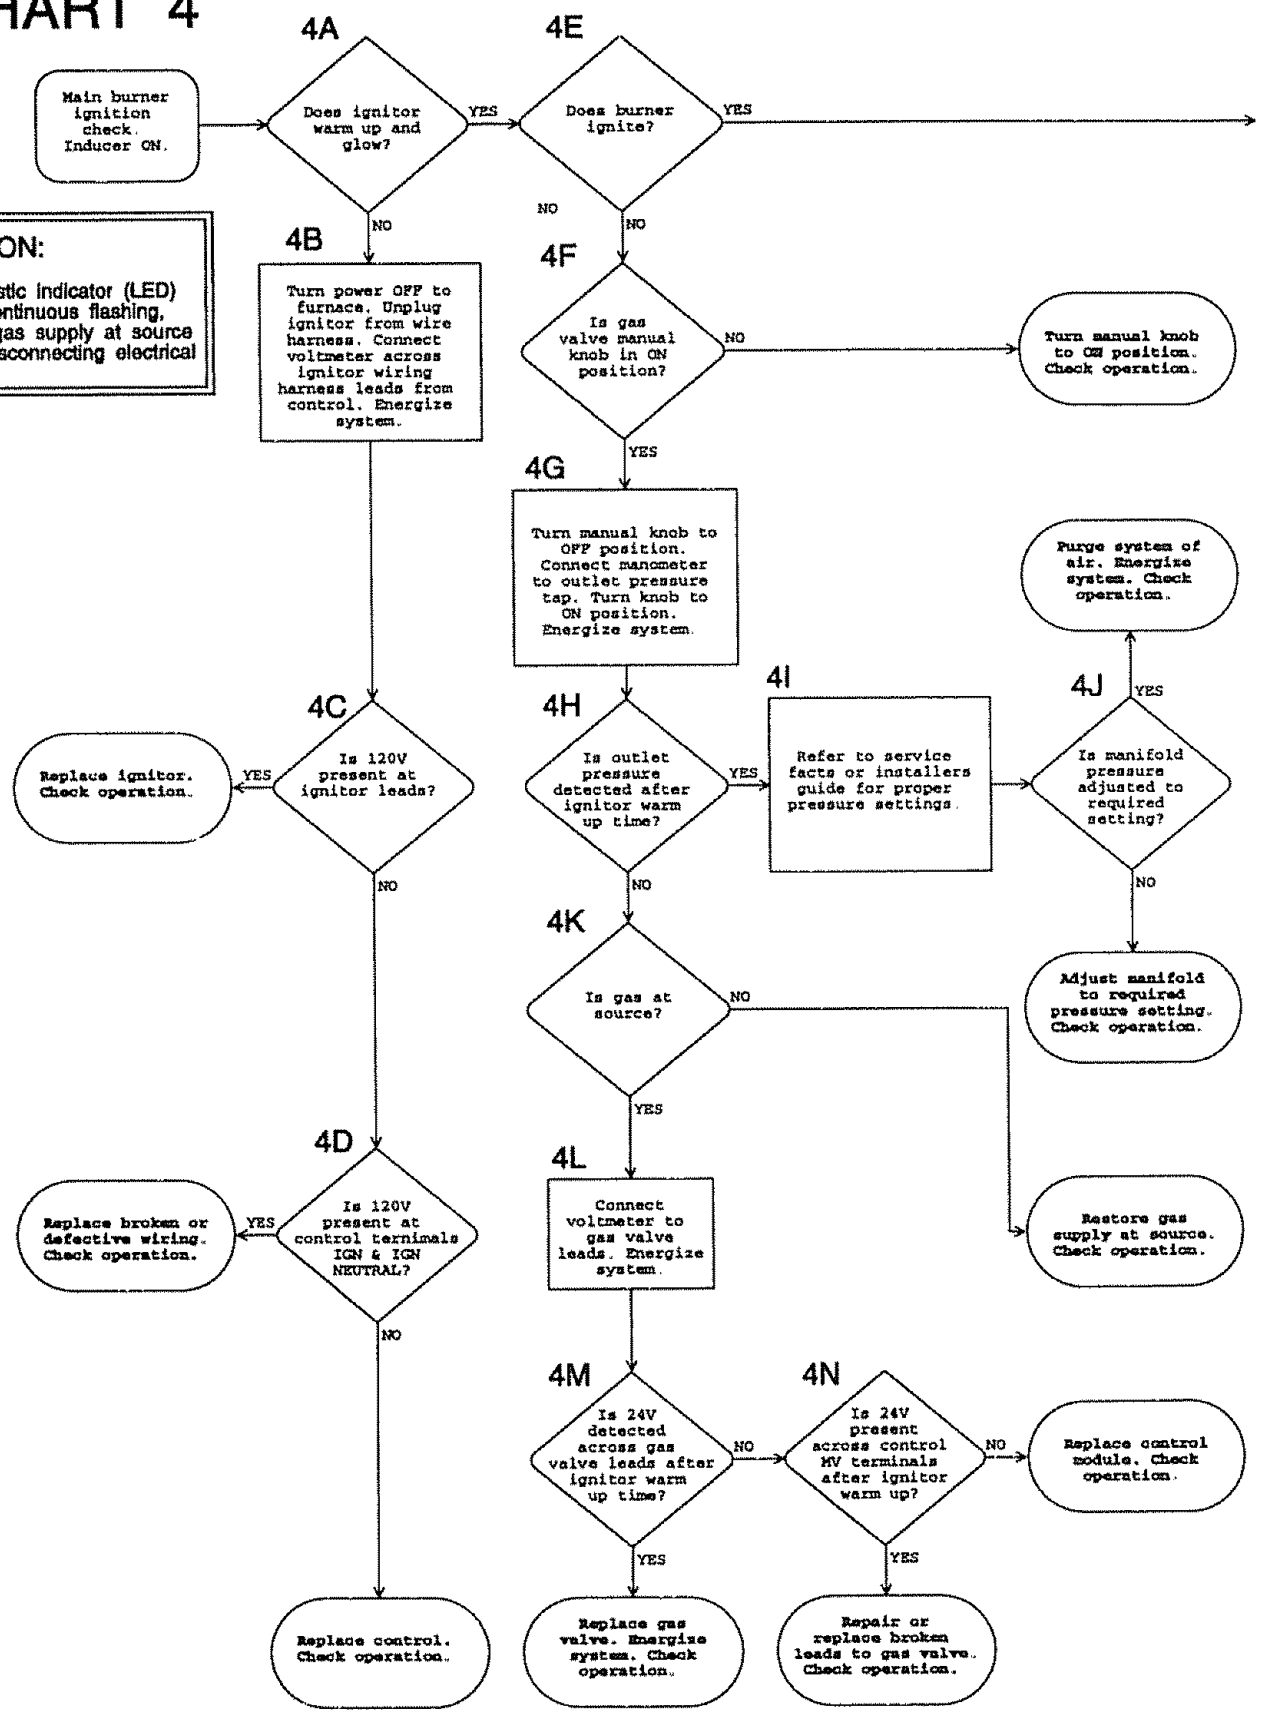 HART 4
4A
4E
Main burner
ignition
check.
Inducer ON.
Does ignitor
warm up and
glow?
YES
Does burner
ignite?
YES
NO
NO
NO
ON:
stic indicator (LED)
ontinuous flashing,
gas supply at source
sconnecting electrical
4B
Turn power OFF to
furnace. Unplug
ignitor from wire
harness. Connect
voltmeter across
ignitor wiring
harness leads from
control. Energize
system.
4F
Is gas
valve manual
knob in ON
position?
NO
Turn manual knob
to ON position.
Check operation.
YES
4G
Turn manual knob to
OFF position.
Connect manometer
to outlet pressure
tap. Turn knob to
ON position.
Energize system.
Purge system of
air. Energize
system. Check
operation.
4C
Is 120V
present at
ignitor leads?
YES
Replace ignitor.
Check operation.
NO
4H
Is outlet
pressure
detected after
ignitor warm
up time?
YES
4I
Refer to service
facts or installers
guide for proper
pressure settings.
4J
YES
Is manifold
pressure
adjusted to
required
setting?
NO
NO
Adjust manifold
to required
pressure setting.
Check operation.
4K
Is gas at
source?
NO
YES
4D
Is 120V
present at
control ternimals
IGN & IGN
NEUTRAL?
YES
Replace broken or
defective wiring.
Check operation.
NO
4L
Connect
voltmeter to
gas valve
leads. Energize
system.
Restore gas
supply at source.
Check operation.
4M
Is 24V
detected
across gas
valve leads after
ignitor warm
up time?
NO
4N
Is 24V
present
across control
MV terminals
after ignitor
warm up?
NO
Replace control
module. Check
operation.
YES
YES
Replace control.
Check operation.
Replace gas
valve. Energize
system. Check
operation.
Repair or
replace broken
leads to gas valve.
Check operation.